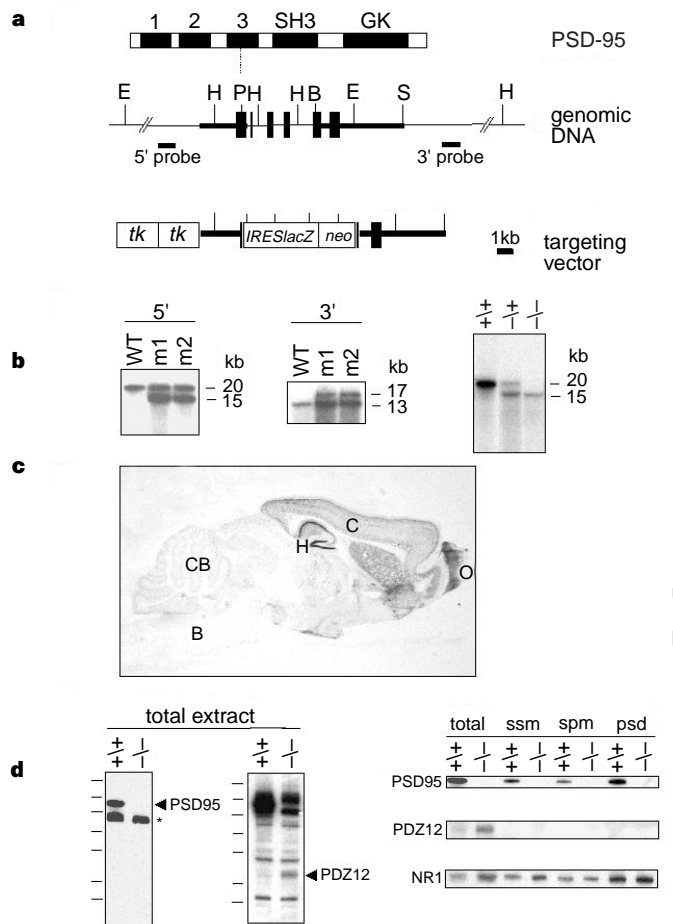 a
1 2 3 SH3 GK
PSD-95
E H P H H B E S H
genomic
DNA
5' probe
3' probe
tk tk IRESlacZ neo
1kb
targeting
vector
b
5'
WT m1 m2
kb
20
15
3'
WT m1 m2
kb
17
13
+/+ +/− −/−
kb
20
15
c
C
H
CB
O
B
d
total extract
+/+ −/−
PSD95
*
+/+ −/−
PDZ12
total ssm spm psd
+/+ −/− +/+ −/− +/+ −/− +/+ −/−
PSD95
PDZ12
NR1